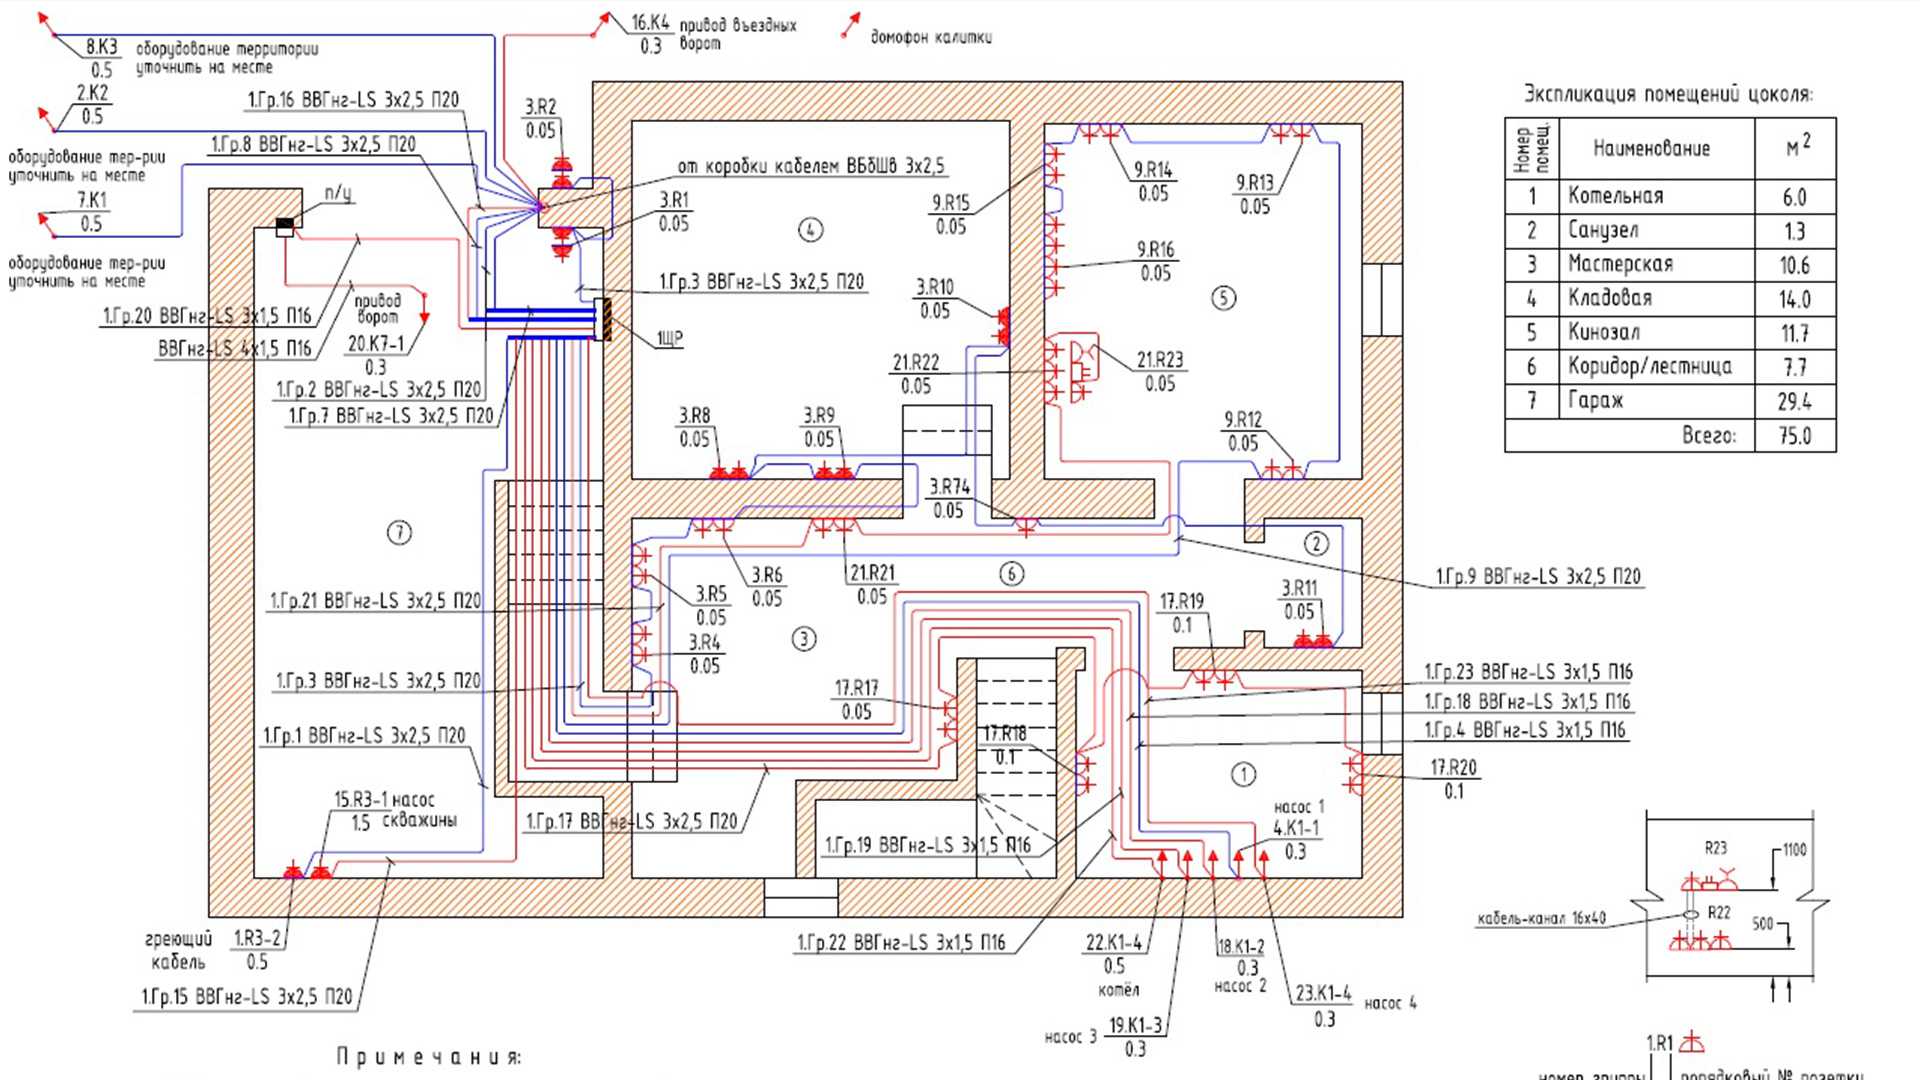 8.К3
0.5
оборудование территории
уточнить на месте
2.К2
0.5
оборудование тер-рии
уточнить на месте
7.К1
0.5
оборудование тер-рии
уточнить на месте
16.К4
0.3
привод въездных
ворот
домофон калитки
1.Гр.16 ВВГнг-LS 3х2,5 П20
1.Гр.8 ВВГнг-LS 3х2,5 П20
п/у
3.R2
0.05
от коробки кабелем ВБбШв 3х2,5
3.R1
0.05
1.Гр.3 ВВГнг-LS 3х2,5 П20
1ЩР
1.Гр.20 ВВГнг-LS 3х1,5 П16
ВВГнг-LS 4х1,5 П16
привод
ворот
20.К7-1
0.3
1.Гр.2 ВВГнг-LS 3х2,5 П20
1.Гр.7 ВВГнг-LS 3х2,5 П20
4
9.R15
0.05
9.R14
0.05
9.R13
0.05
9.R16
0.05
5
3.R10
0.05
21.R22
0.05
21.R23
0.05
3.R8
0.05
3.R9
0.05
9.R12
0.05
3.R74
0.05
7
2
6
1.Гр.9 ВВГнг-LS 3х2,5 П20
1.Гр.21 ВВГнг-LS 3х2,5 П20
3.R5
0.05
3.R6
0.05
21.R21
0.05
3.R4
0.05
3
17.R19
0.1
3.R11
0.05
1.Гр.3 ВВГнг-LS 3х2,5 П20
17.R17
0.05
1.Гр.23 ВВГнг-LS 3х1,5 П16
1.Гр.18 ВВГнг-LS 3х1,5 П16
1.Гр.4 ВВГнг-LS 3х1,5 П16
1.Гр.1 ВВГнг-LS 3х2,5 П20
17.R18
0.1
1
17.R20
0.1
15.R3-1 насос
1.5 скважины
1.Гр.17 ВВГнг-LS 3х2,5 П20
1.Гр.19 ВВГнг-LS 3х1,5 П16
насос 1
4.К1-1
0.3
греющий
кабель
1.R3-2
0.5
1.Гр.15 ВВГнг-LS 3х2,5 П20
1.Гр.22 ВВГнг-LS 3х1,5 П16
22.К1-4
0.5
котёл
18.К1-2
0.3
насос 2
насос 3
19.К1-3
0.3
23.К1-4
0.3
насос 4
Примечания:
Экспликация помещений цоколя:
Номер помещ. Наименование м2
1 Котельная 6.0
2 Санузел 1.3
3 Мастерская 10.6
4 Кладовая 14.0
5 Кинозал 11.7
6 Коридор/лестница 7.7
7 Гараж 29.4
Всего: 75.0
R23
1100
кабель-канал 16х40
R22
500
1.R1
номер группы
порядковый № розетки